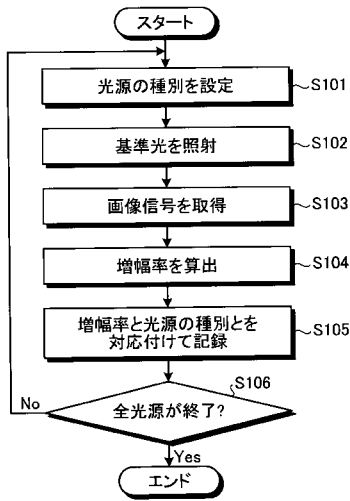 スタート
光源の種別を設定
S101
基準光を照射
S102
画像信号を取得
S103
増幅率を算出
S104
増幅率と光源の種別とを
対応付けて記録
S105
S106
全光源が終了?
No
Yes
エンド